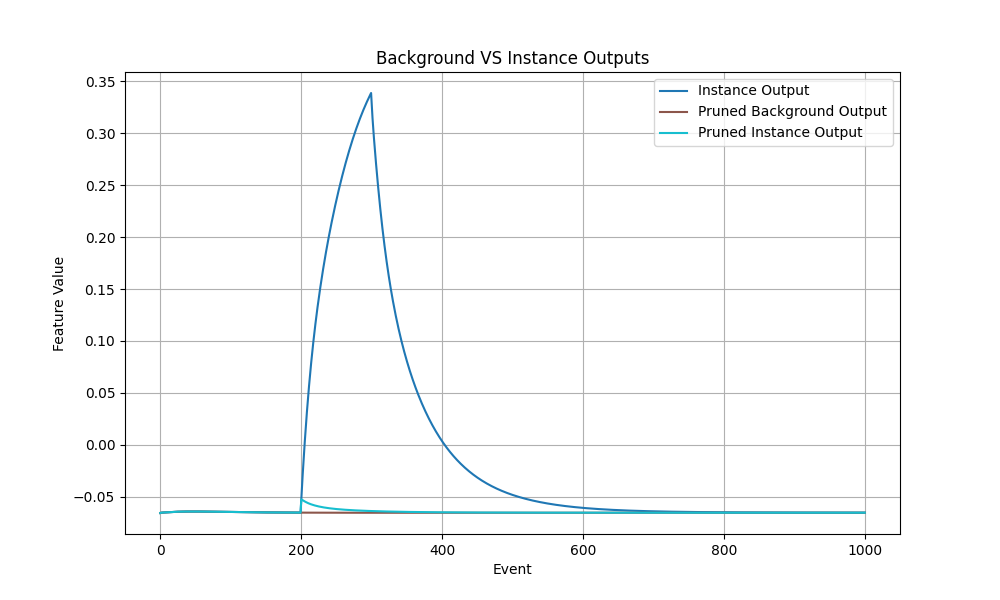 Background VS Instance Outputs
Instance Output
Pruned Background Output
Pruned Instance Output
Feature Value
0.35
0.30
0.25
0.20
0.15
0.10
0.05
0.00
−0.05
0 200 400 600 800 1000
Event